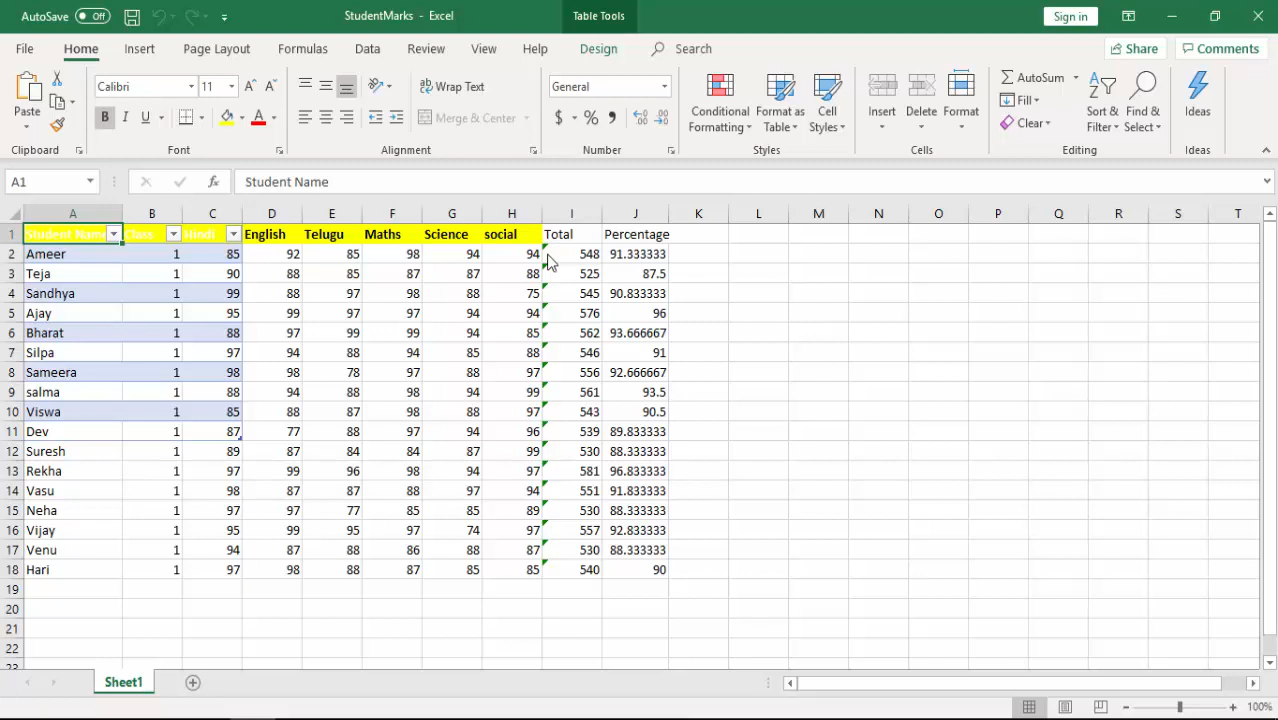 AutoSave Off StudentMarks - Excel Table Tools Sign in
File Home Insert Page Layout Formulas Data Review View Help Design Search Share Comments
Calibri 11 A A Wrap Text General AutoSum
Paste B I U A Merge & Center $ % Conditional Formatting Format as Table Cell Styles Insert Delete Format Fill Clear Sort & Filter Find & Select Ideas
Clipboard Font Alignment Number Styles Cells Editing Ideas
A1 fx Student Name
A B C D E F G H I J K L M N O P Q R S T
1 Student Name Class Hindi English Telugu Maths Science social Total Percentage
2 Ameer 1 85 92 85 98 94 94 548 91.333333
3 Teja 1 90 88 85 87 87 88 525 87.5
4 Sandhya 1 99 88 97 98 88 75 545 90.833333
5 Ajay 1 95 99 97 97 94 94 576 96
6 Bharat 1 88 97 99 99 94 85 562 93.666667
7 Silpa 1 97 94 88 94 85 88 546 91
8 Sameera 1 98 98 78 97 88 97 556 92.666667
9 salma 1 88 94 88 98 94 99 561 93.5
10 Viswa 1 85 88 87 98 88 97 543 90.5
11 Dev 1 87 77 88 97 94 96 539 89.833333
12 Suresh 1 89 87 84 84 87 99 530 88.333333
13 Rekha 1 97 99 96 98 94 97 581 96.833333
14 Vasu 1 98 87 87 88 97 94 551 91.833333
15 Neha 1 97 97 77 85 85 89 530 88.333333
16 Vijay 1 95 99 95 97 74 97 557 92.833333
17 Venu 1 94 87 88 86 88 87 530 88.333333
18 Hari 1 97 98 88 87 85 85 540 90
19
20
21
22
23
Sheet1
100%